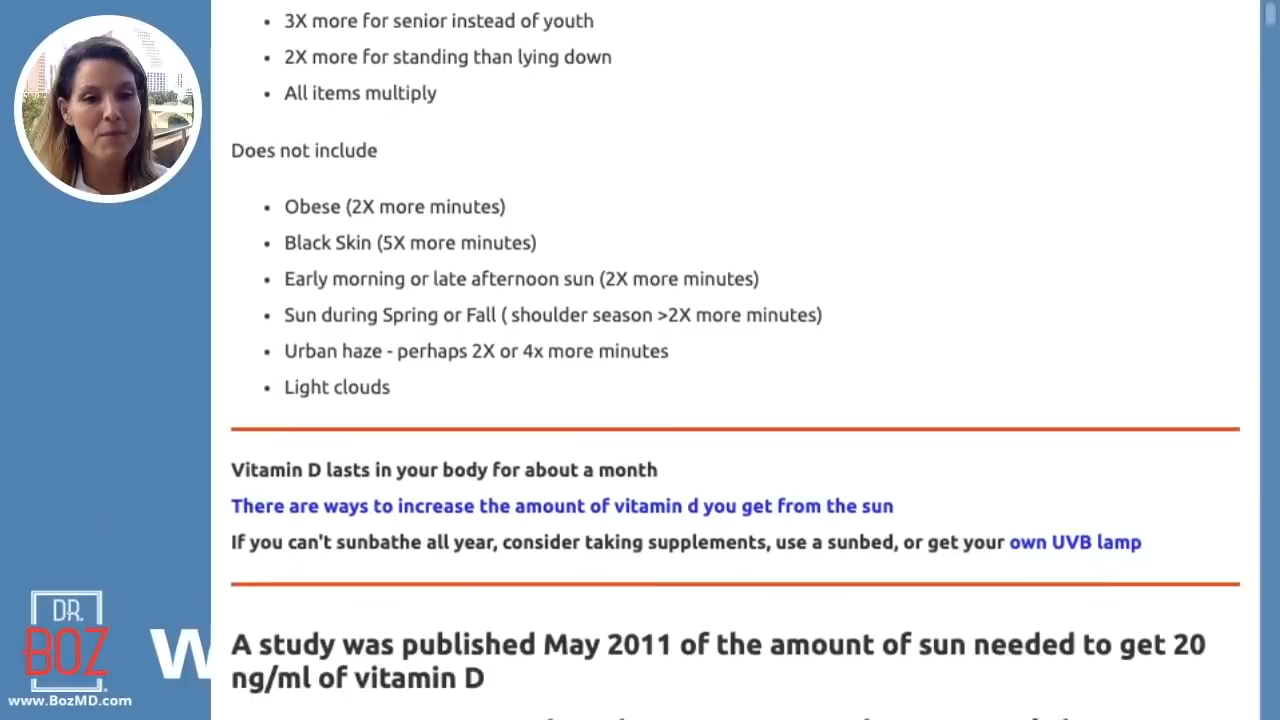 3X more for senior instead of youth
2X more for standing than lying down
All items multiply
Does not include
Obese (2X more minutes)
Black Skin (5X more minutes)
Early morning or late afternoon sun (2X more minutes)
Sun during Spring or Fall ( shoulder season >2X more minutes)
Urban haze - perhaps 2X or 4x more minutes
Light clouds
Vitamin D lasts in your body for about a month
There are ways to increase the amount of vitamin d you get from the sun
If you can't sunbathe all year, consider taking supplements, use a sunbed, or get your own UVB lamp
A study was published May 2011 of the amount of sun needed to get 20
ng/ml of vitamin D
DR.
BOZ
W
www.BozMD.com